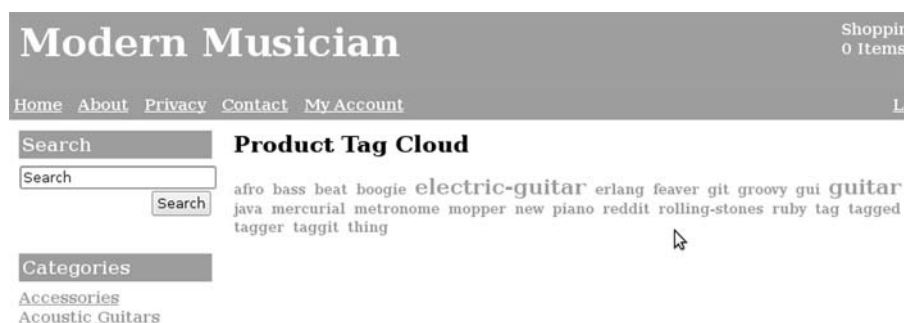 Modern Musician
0 Items
Home About Privacy Contact My Account
Search
Search
Search
Product Tag Cloud
afro bass beat boogie electric-guitar erlang feaver git groovy gui guitar
java mercurial metronome mopper new piano reddit rolling-stones ruby tag tagged
tagger taggit thing
Categories
Accessories
Acoustic Guitars